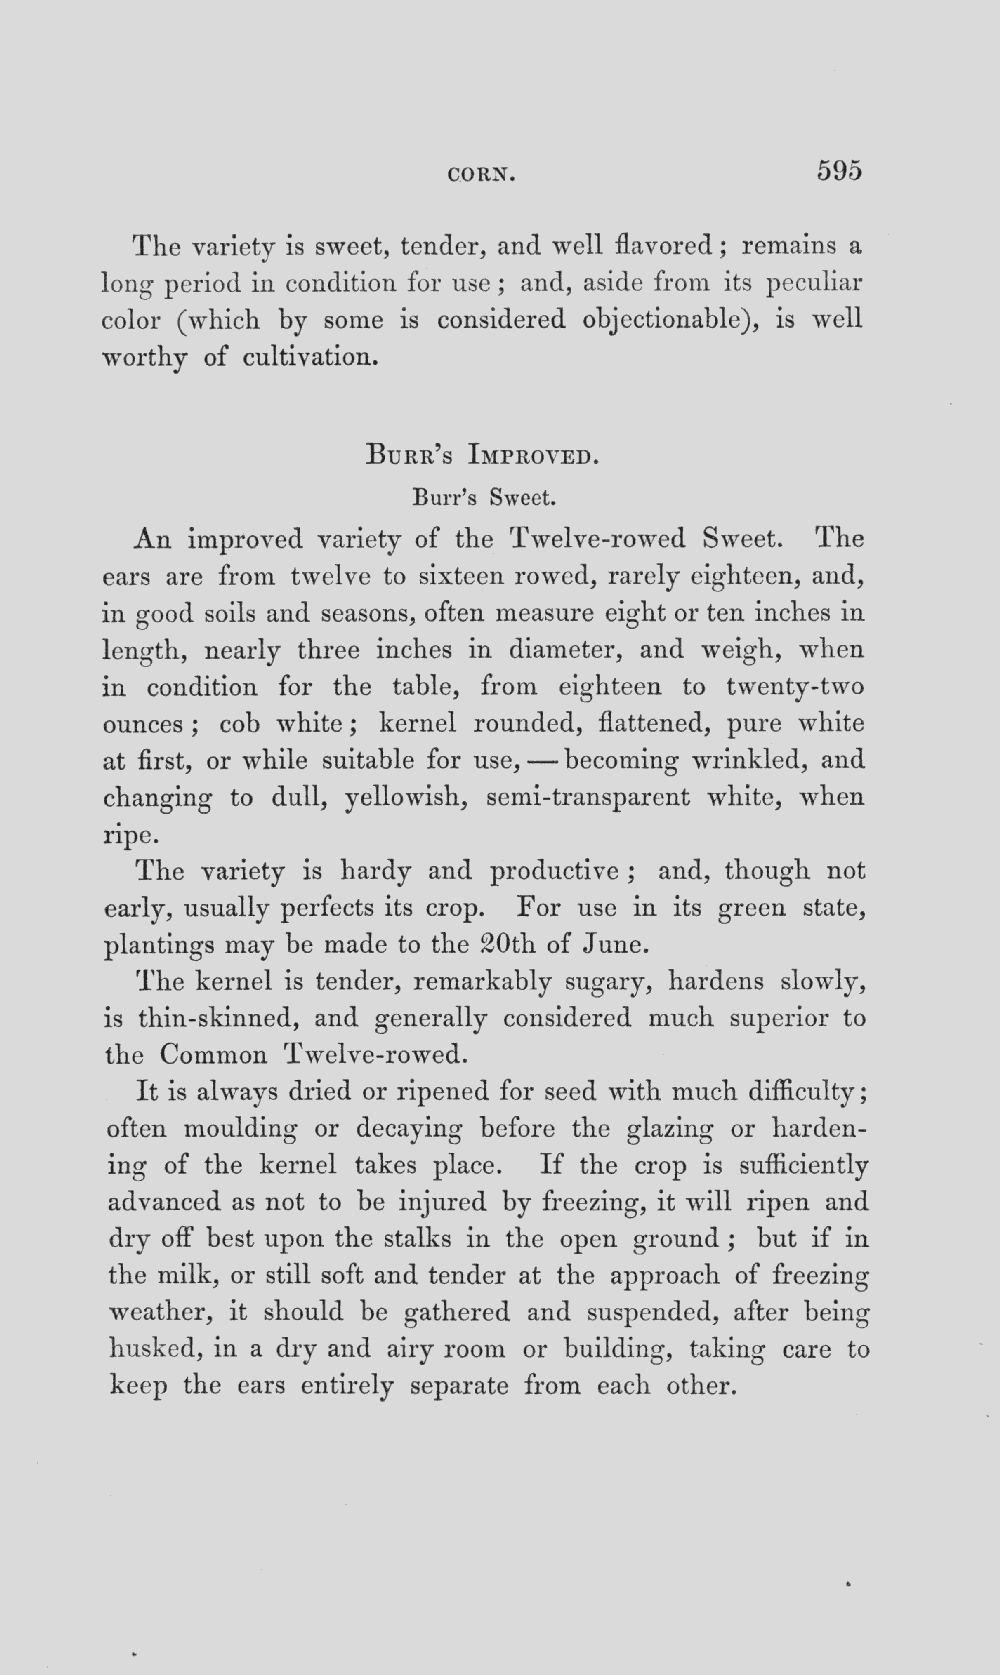 CORN. 595
The variety is sweet, tender, and well flavored; remains a
long period in condition for use; and, aside from its peculiar
color (which by some is considered objectionable), is well
worthy of cultivation.
BURR'S IMPROVED.
Burr's Sweet.
An improved variety of the Twelve-rowed Sweet. The
ears are from twelve to sixteen rowed, rarely eighteen, and,
in good soils and seasons, often measure eight or ten inches in
length, nearly three inches in diameter, and weigh, when
in condition for the table, from eighteen to twenty-two
ounces; cob white; kernel rounded, flattened, pure white
at first, or while suitable for use, — becoming wrinkled, and
changing to dull, yellowish, semi-transparent white, when
ripe.
The variety is hardy and productive; and, though not
early, usually perfects its crop. For use in its green state,
plantings may be made to the 20th of June.
The kernel is tender, remarkably sugary, hardens slowly,
is thin-skinned, and generally considered much superior to
the Common Twelve-rowed.
It is always dried or ripened for seed with much difficulty;
often moulding or decaying before the glazing or harden-
ing of the kernel takes place. If the crop is sufficiently
advanced as not to be injured by freezing, it will ripen and
dry off best upon the stalks in the open ground; but if in
the milk, or still soft and tender at the approach of freezing
weather, it should be gathered and suspended, after being
husked, in a dry and airy room or building, taking care to
keep the ears entirely separate from each other.